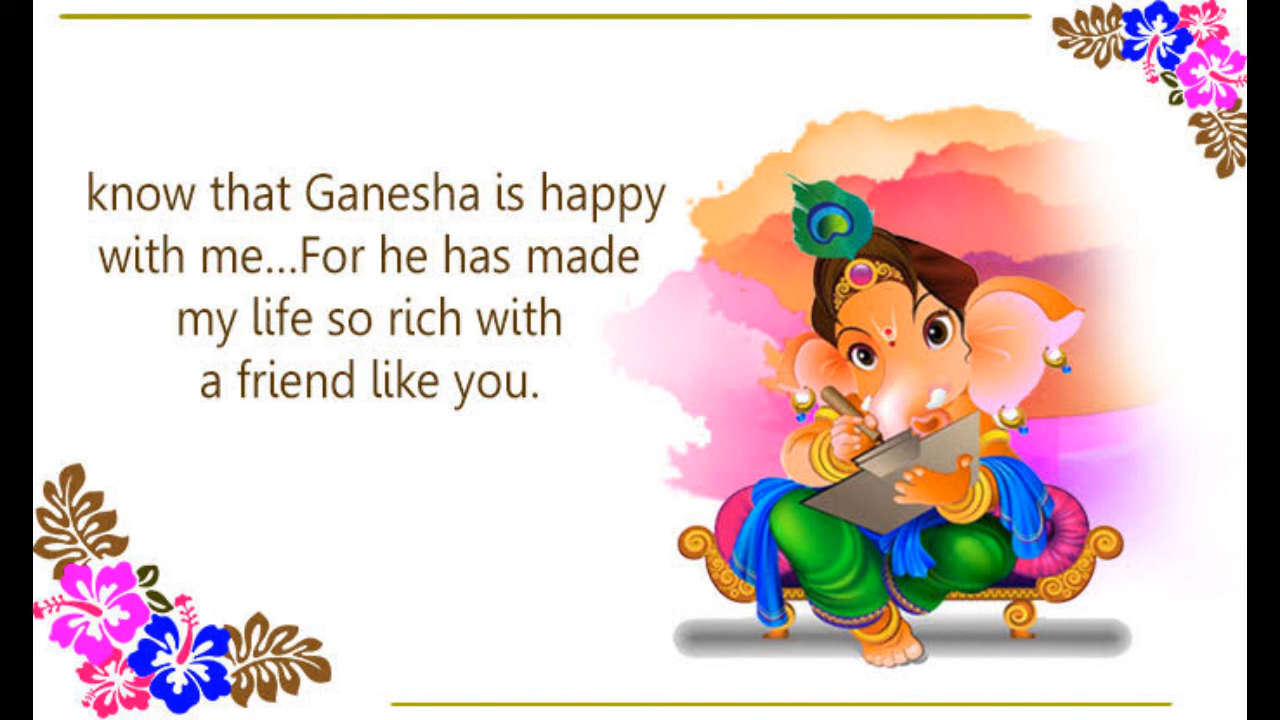 know that Ganesha is happy
with me...For he has made
my life so rich with
a friend like you.